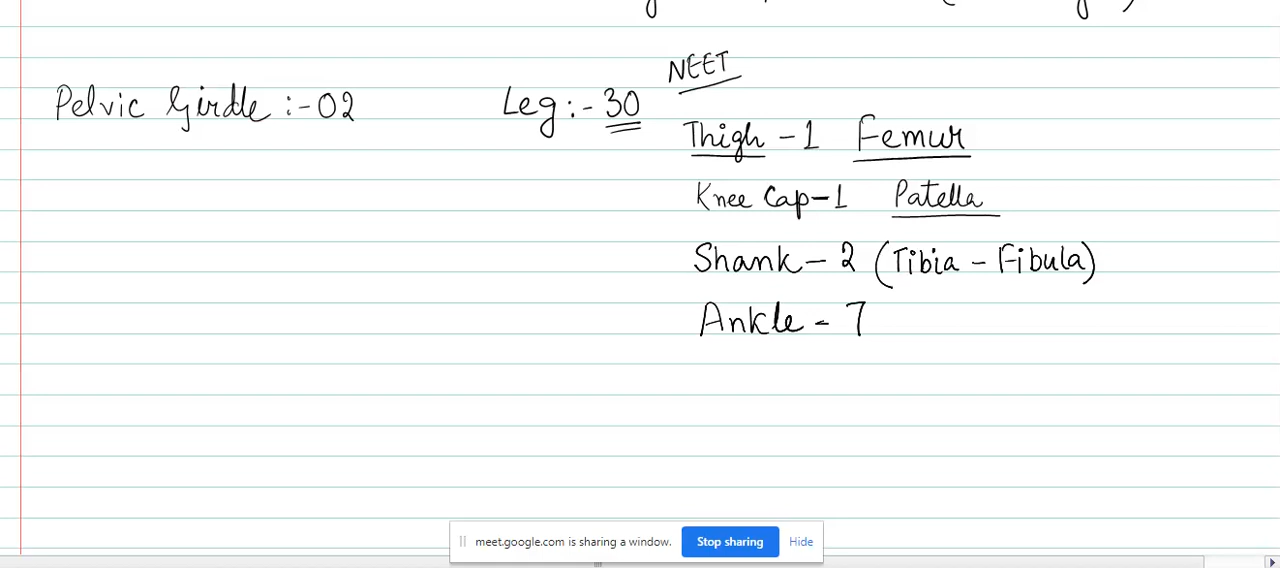 NEET
Pelvic Girdle :- 02 Leg :- 30
Thigh - 1 Femur
Knee Cap - 1 Patella
Shank - 2 (Tibia - Fibula)
Ankle - 7
meet.google.com is sharing a window. Stop sharing Hide